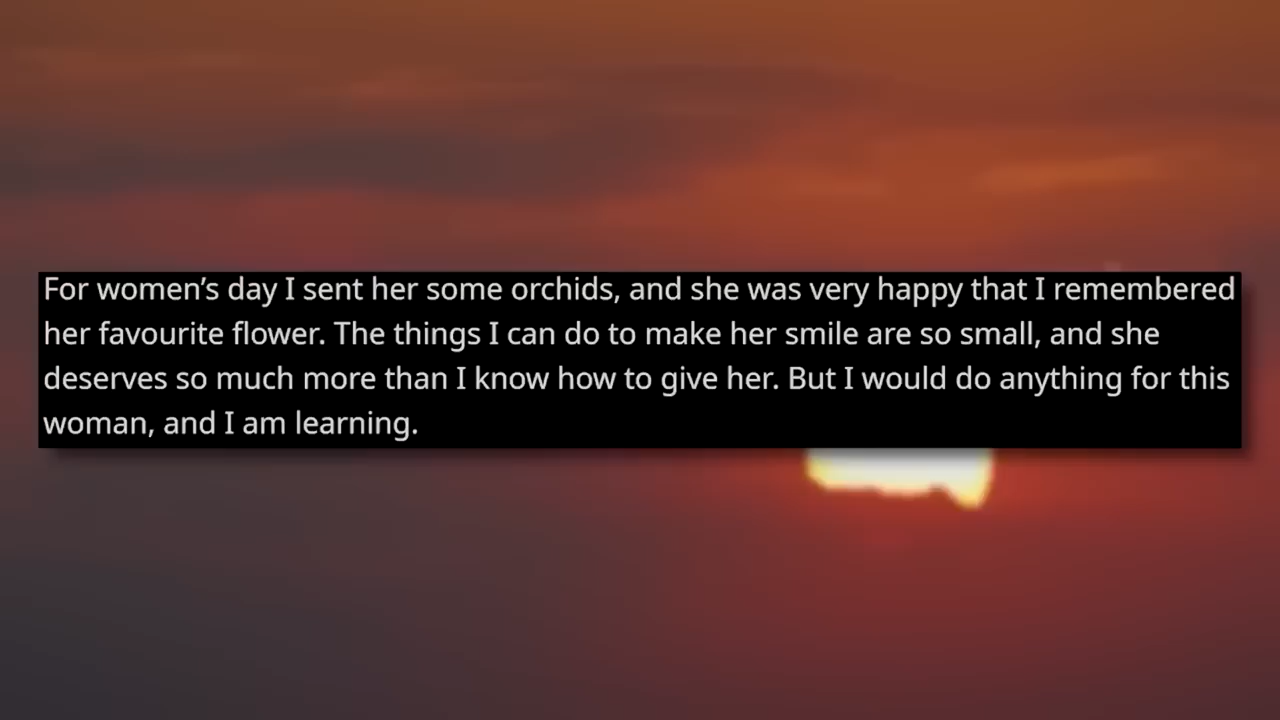 For women’s day I sent her some orchids, and she was very happy that I remembered
her favourite flower. The things I can do to make her smile are so small, and she
deserves so much more than I know how to give her. But I would do anything for this
woman, and I am learning.